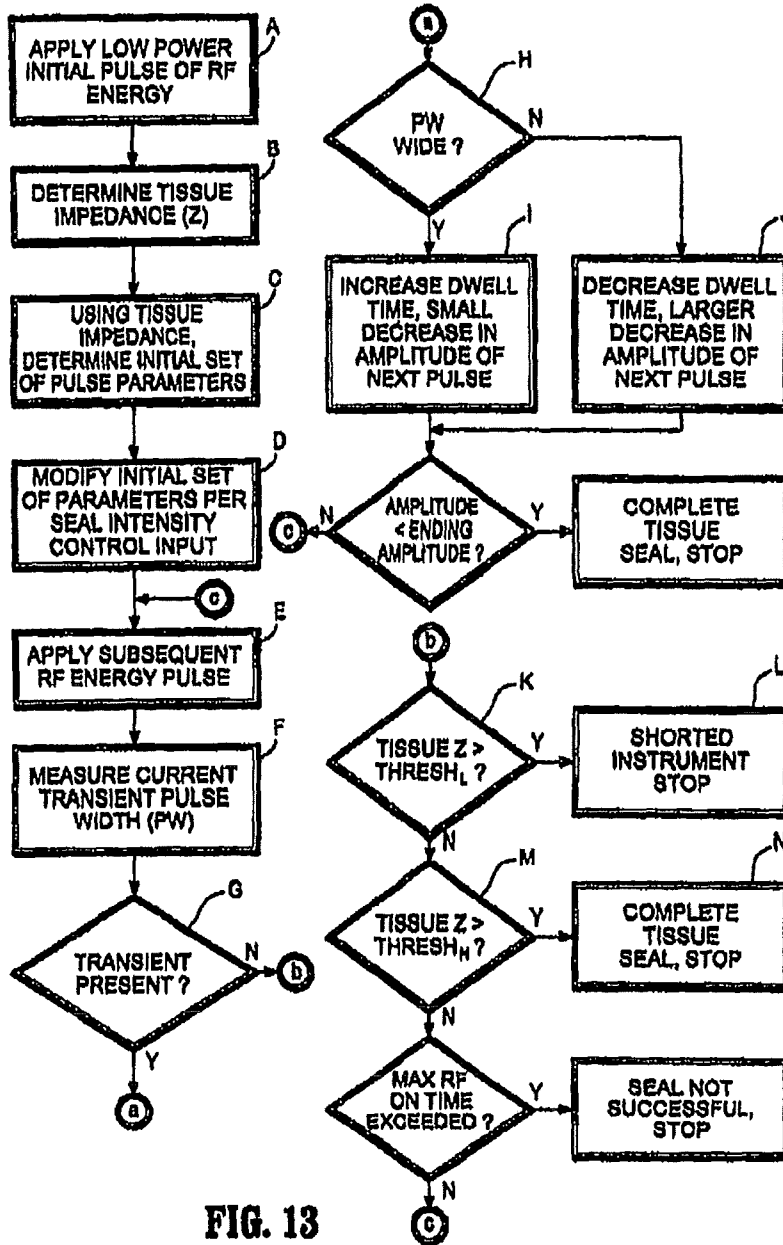 A
APPLY LOW POWER
INITIAL PULSE OF RF
ENERGY
B
DETERMINE TISSUE
IMPEDANCE (Z)
C
USING TISSUE
IMPEDANCE,
DETERMINE INITIAL SET
OF PULSE PARAMETERS
D
MODIFY INITIAL SET
OF PARAMETERS PER
SEAL INTENSITY
CONTROL INPUT
c
E
APPLY SUBSEQUENT
RF ENERGY PULSE
F
MEASURE CURRENT
TRANSIENT PULSE
WIDTH (PW)
G
TRANSIENT
PRESENT ?
N
b
Y
a
a
H
PW
WIDE ?
N
Y
I
INCREASE DWELL
TIME, SMALL
DECREASE IN
AMPLITUDE OF
NEXT PULSE
J
DECREASE DWELL
TIME, LARGER
DECREASE IN
AMPLITUDE OF
NEXT PULSE
N
c
AMPLITUDE
< ENDING
AMPLITUDE ?
Y
COMPLETE
TISSUE
SEAL, STOP
b
K
TISSUE Z >
THRESH_L ?
Y
N
L
SHORTED
INSTRUMENT
STOP
M
TISSUE Z >
THRESH_H ?
Y
N
N
COMPLETE
TISSUE
SEAL, STOP
MAX RF
ON TIME
EXCEEDED ?
Y
SEAL NOT
SUCCESSFUL,
STOP
N
c
FIG. 13